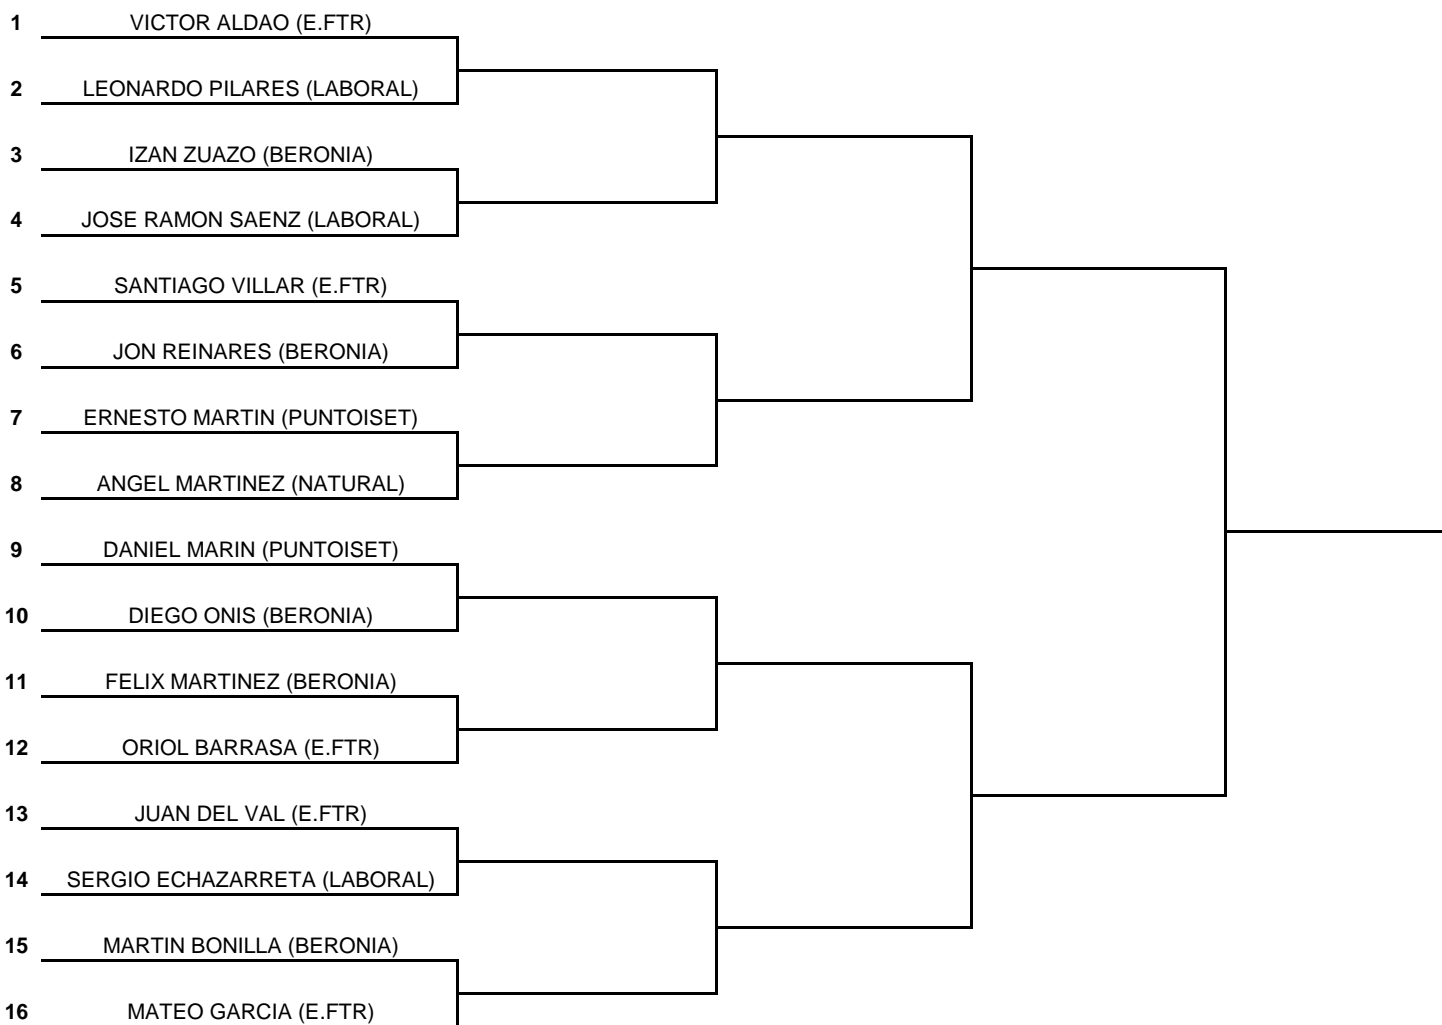 1 VICTOR ALDAO (E.FTR)
2 LEONARDO PILARES (LABORAL)
3 IZAN ZUAZO (BERONIA)
4 JOSE RAMON SAENZ (LABORAL)
5 SANTIAGO VILLAR (E.FTR)
6 JON REINARES (BERONIA)
7 ERNESTO MARTIN (PUNTOISET)
8 ANGEL MARTINEZ (NATURAL)
9 DANIEL MARIN (PUNTOISET)
10 DIEGO ONIS (BERONIA)
11 FELIX MARTINEZ (BERONIA)
12 ORIOL BARRASA (E.FTR)
13 JUAN DEL VAL (E.FTR)
14 SERGIO ECHAZARRETA (LABORAL)
15 MARTIN BONILLA (BERONIA)
16 MATEO GARCIA (E.FTR)